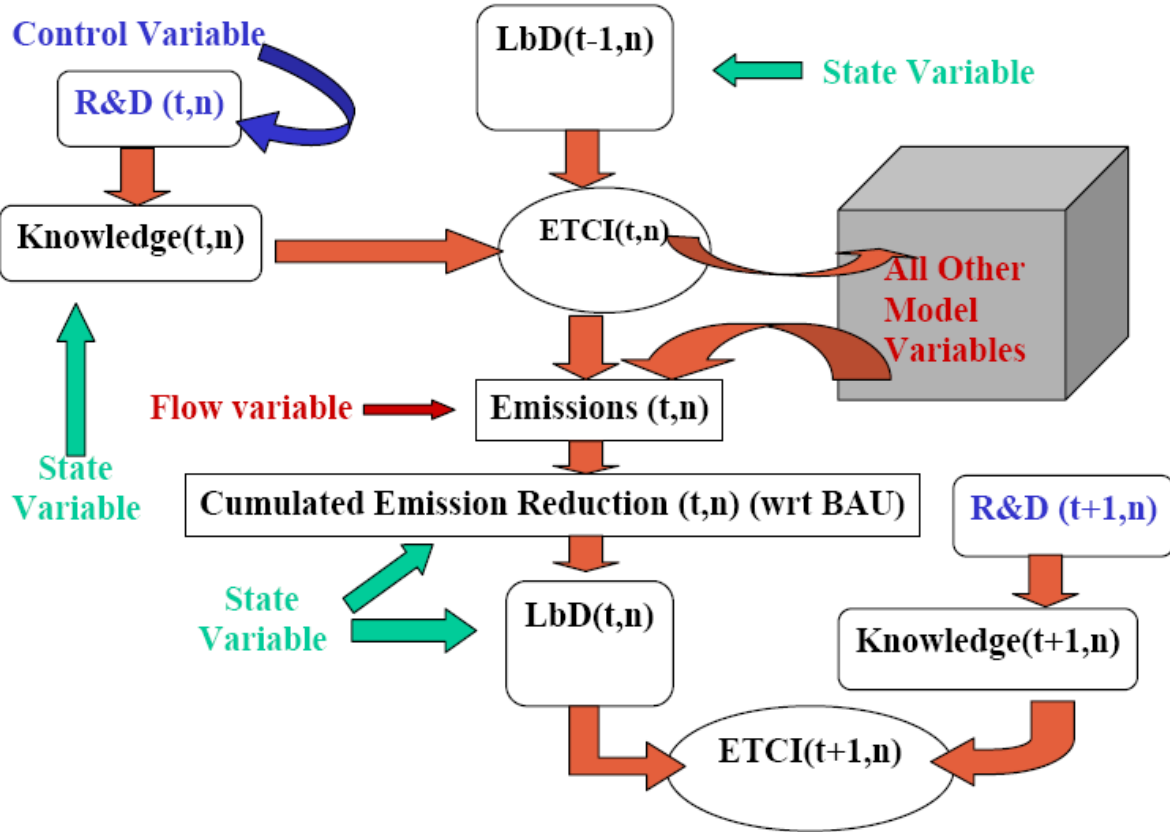 Control Variable
LbD(t-1,n)
State Variable
R&D (t,n)
Knowledge(t,n)
ETCI(t,n)
All Other
Model
Variables
Flow variable
Emissions (t,n)
State
Variable
Cumulated Emission Reduction (t,n) (wrt BAU)
R&D (t+1,n)
State
Variable
LbD(t,n)
Knowledge(t+1,n)
ETCI(t+1,n)